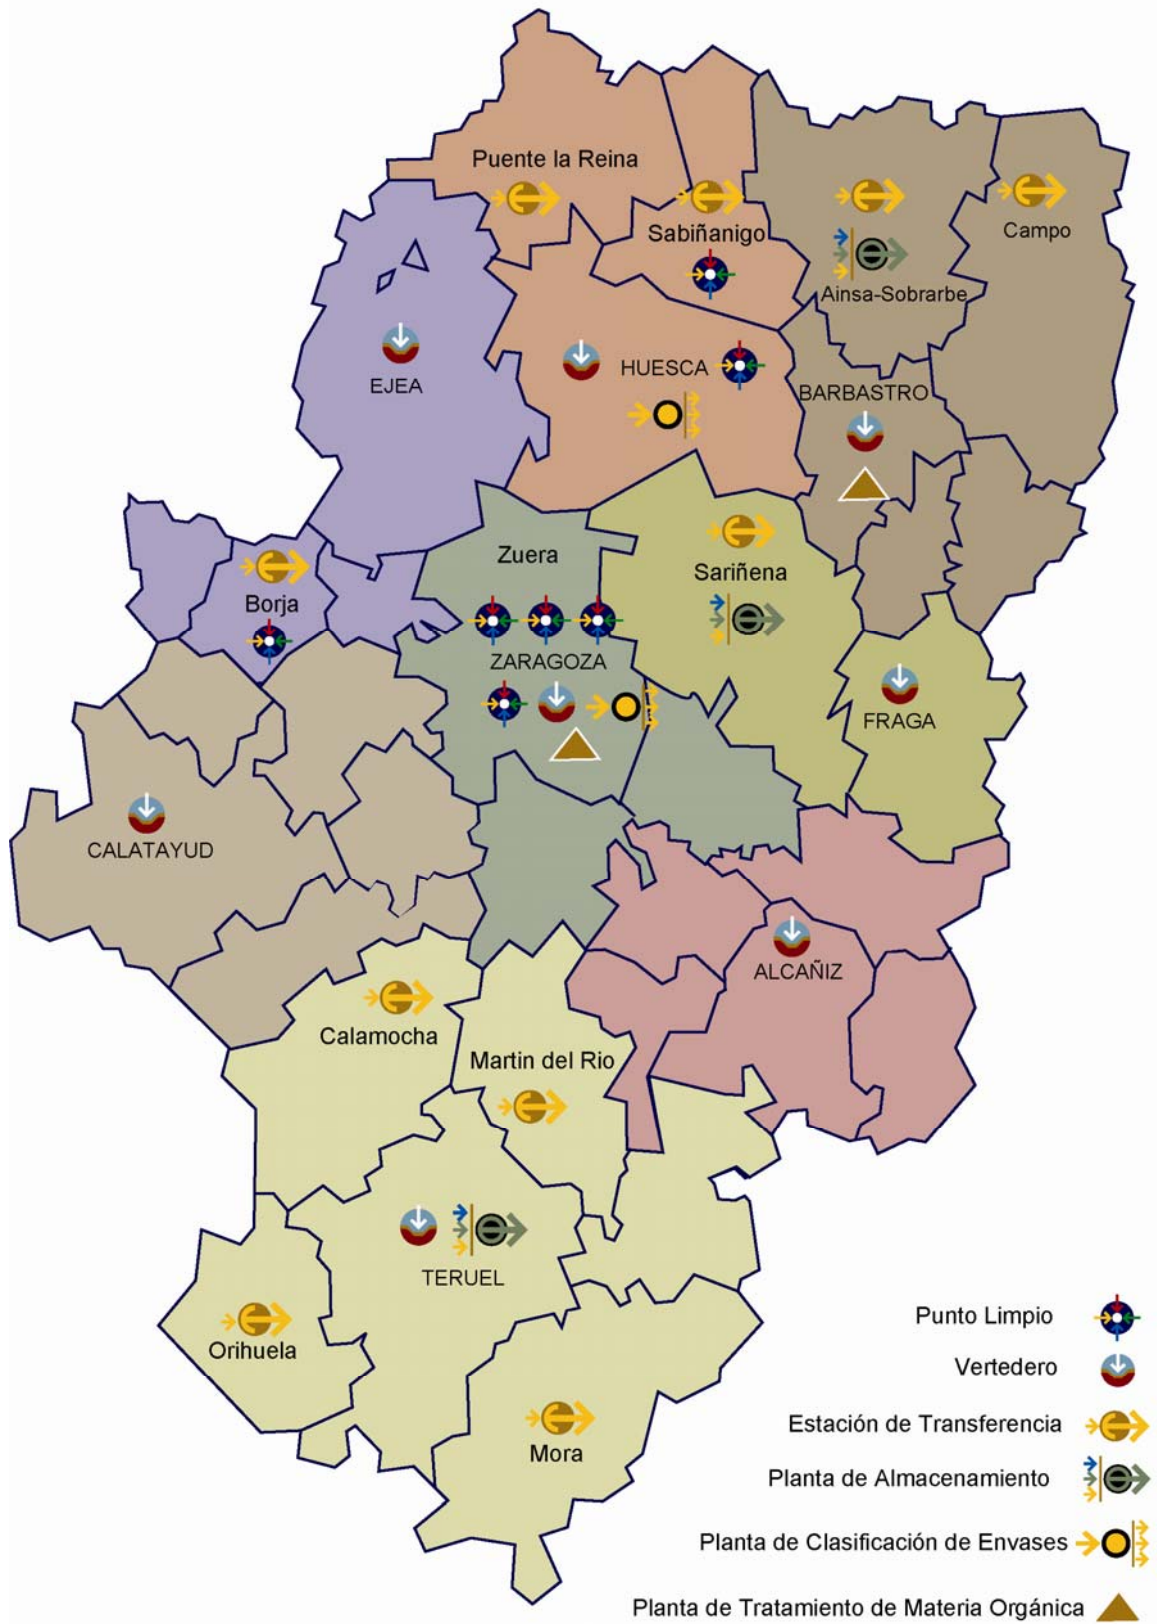 Puente la Reina
Sabiñanigo
Campo
Ainsa-Sobrarbe
EJEA
HUESCA
BARBASTRO
Zuera
Sariñena
Borja
ZARAGOZA
FRAGA
CALATAYUD
ALCAÑIZ
Calamocha
Martin del Rio
TERUEL
Orihuela
Mora
Punto Limpio
Vertedero
Estación de Transferencia
Planta de Almacenamiento
Planta de Clasificación de Envases
Planta de Tratamiento de Materia Orgánica